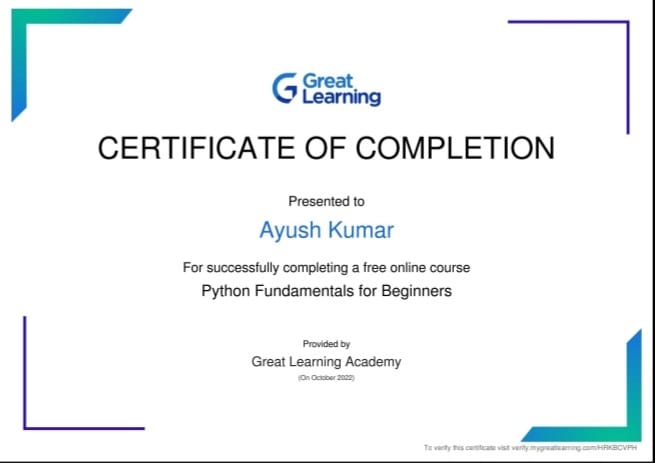 Great
Learning
CERTIFICATE OF COMPLETION
Presented to
Ayush Kumar
For successfully completing a free online course
Python Fundamentals for Beginners
Provided by
Great Learning Academy
(On October 2022)
To verify this certificate visit verify.mygreatlearning.com/HRKBCVPH